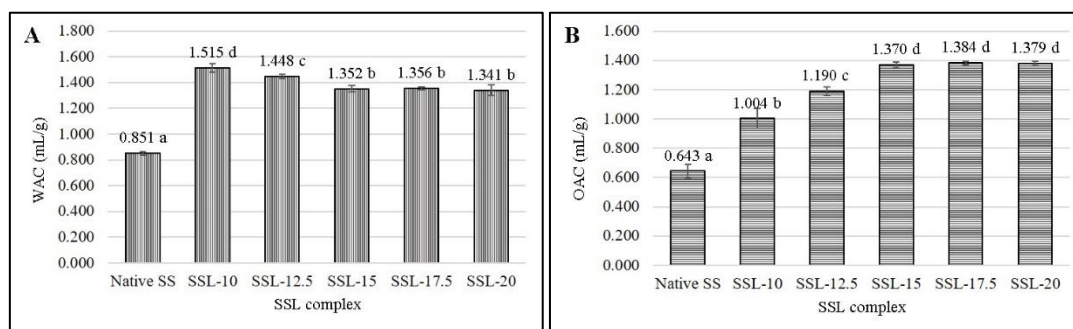 A
WAC (mL/g)
1.800
1.600
1.400
1.200
1.000
0.800
0.600
0.400
0.200
0.000
0.851 a
1.515 d
1.448 c
1.352 b
1.356 b
1.341 b
Native SS SSL-10 SSL-12.5 SSL-15 SSL-17.5 SSL-20
SSL complex
B
OAC (mL/g)
1.600
1.400
1.200
1.000
0.800
0.600
0.400
0.200
0.000
0.643 a
1.004 b
1.190 c
1.370 d
1.384 d
1.379 d
Native SS SSL-10 SSL-12.5 SSL-15 SSL-17.5 SSL-20
SSL complex